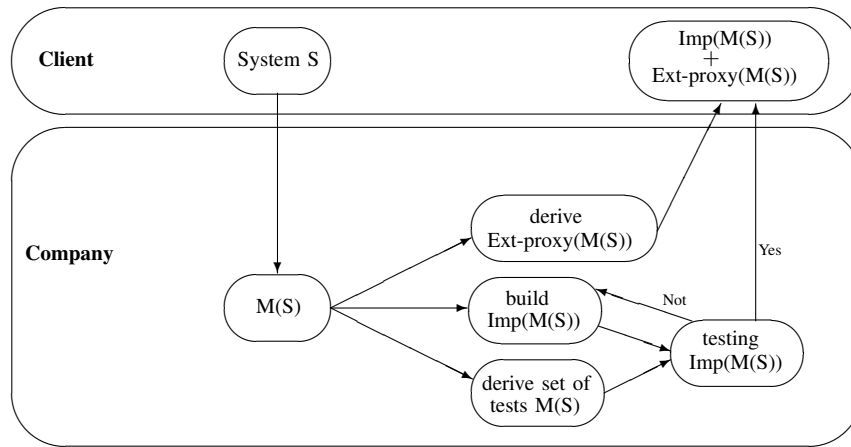 Client
System S
Imp(M(S))
+
Ext-proxy(M(S))
Company
derive
Ext-proxy(M(S))
Yes
M(S)
build
Imp(M(S))
Not
testing
Imp(M(S))
derive set of
tests M(S)